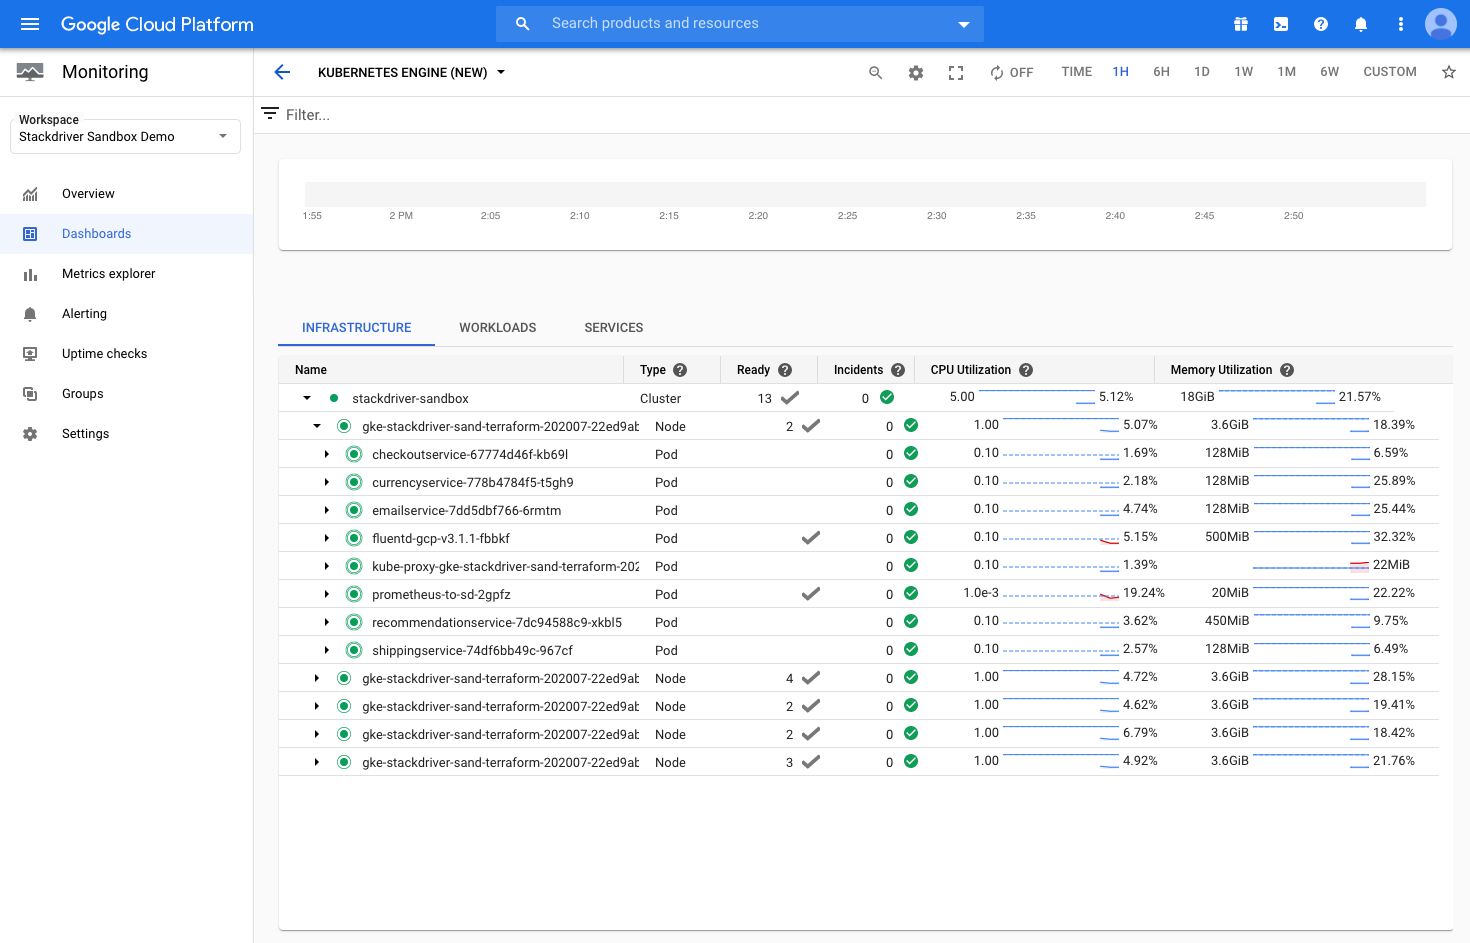 Google Cloud Platform
Search products and resources
Monitoring
KUBERNETES ENGINE (NEW)
OFF TIME 1H 6H 1D 1W 1M 6W CUSTOM
Filter...
Workspace
Stackdriver Sandbox Demo
Overview
Dashboards
Metrics explorer
Alerting
Uptime checks
Groups
Settings
1:55 2 PM 2:05 2:10 2:15 2:20 2:25 2:30 2:35 2:40 2:45 2:50
INFRASTRUCTURE WORKLOADS SERVICES
Name Type Ready Incidents CPU Utilization Memory Utilization
stackdriver-sandbox Cluster 13 0 5.00 5.12% 18GiB 21.57%
gke-stackdriver-sand-terraform-202007-22ed9ab Node 2 0 1.00 5.07% 3.6GiB 18.39%
checkoutservice-67774d46f-kb69l Pod 0 0.10 1.69% 128MiB 6.59%
currencyservice-778b4784f5-t5gh9 Pod 0 0.10 2.18% 128MiB 25.89%
emailservice-7dd5dbf766-6rmtm Pod 0 0.10 4.74% 128MiB 25.44%
fluentd-gcp-v3.1.1-fbbkf Pod 0 0.10 5.15% 500MiB 32.32%
kube-proxy-gke-stackdriver-sand-terraform-202 Pod 0 0.10 1.39% 22MiB
prometheus-to-sd-2gpfz Pod 0 1.0e-3 19.24% 20MiB 22.22%
recommendationservice-7dc94588c9-xkbl5 Pod 0 0.10 3.62% 450MiB 9.75%
shippingservice-74df6bb49c-967cf Pod 0 0.10 2.57% 128MiB 6.49%
gke-stackdriver-sand-terraform-202007-22ed9ab Node 4 0 1.00 4.72% 3.6GiB 28.15%
gke-stackdriver-sand-terraform-202007-22ed9ab Node 2 0 1.00 4.62% 3.6GiB 19.41%
gke-stackdriver-sand-terraform-202007-22ed9ab Node 2 0 1.00 6.79% 3.6GiB 18.42%
gke-stackdriver-sand-terraform-202007-22ed9ab Node 3 0 1.00 4.92% 3.6GiB 21.76%